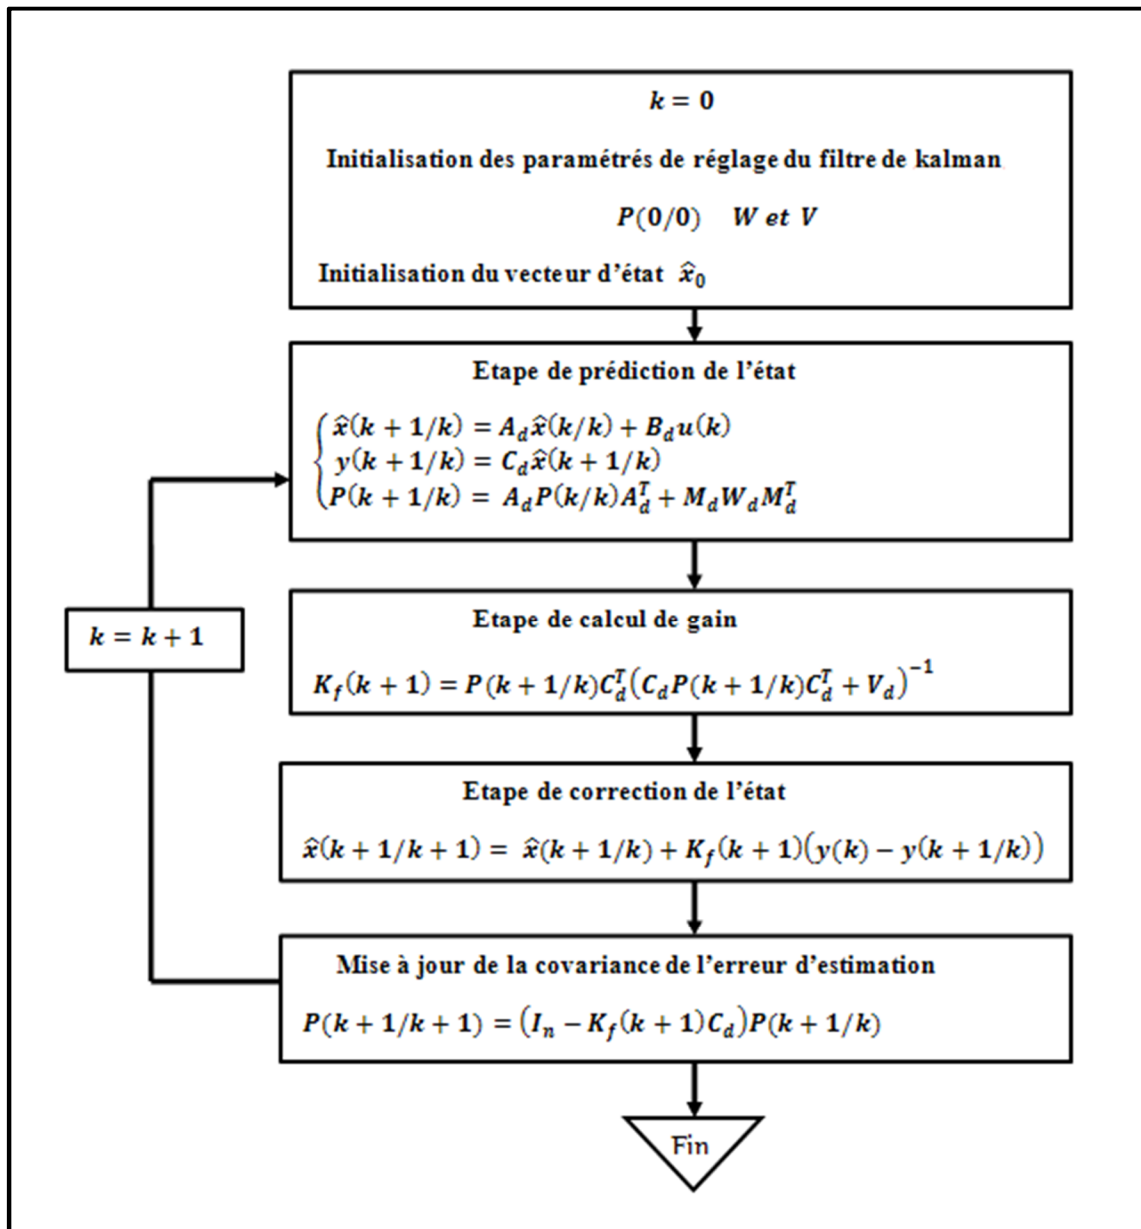 k = 0
Initialisation des paramétrés de réglage du filtre de kalman
P(0/0) W et V
Initialisation du vecteur d'état x̂₀
Etape de prédiction de l'état
x̂(k + 1/k) = A_d x̂(k/k) + B_d u(k)
y(k + 1/k) = C_d x̂(k + 1/k)
P(k + 1/k) = A_d P(k/k) A_d^T + M_d W_d M_d^T
Etape de calcul de gain
k = k + 1
K_f(k + 1) = P(k + 1/k) C_d^T (C_d P(k + 1/k) C_d^T + V_d)^{-1}
Etape de correction de l'état
x̂(k + 1/k + 1) = x̂(k + 1/k) + K_f(k + 1)(y(k) − y(k + 1/k))
Mise à jour de la covariance de l'erreur d'estimation
P(k + 1/k + 1) = (I_n − K_f(k + 1)C_d)P(k + 1/k)
Fin